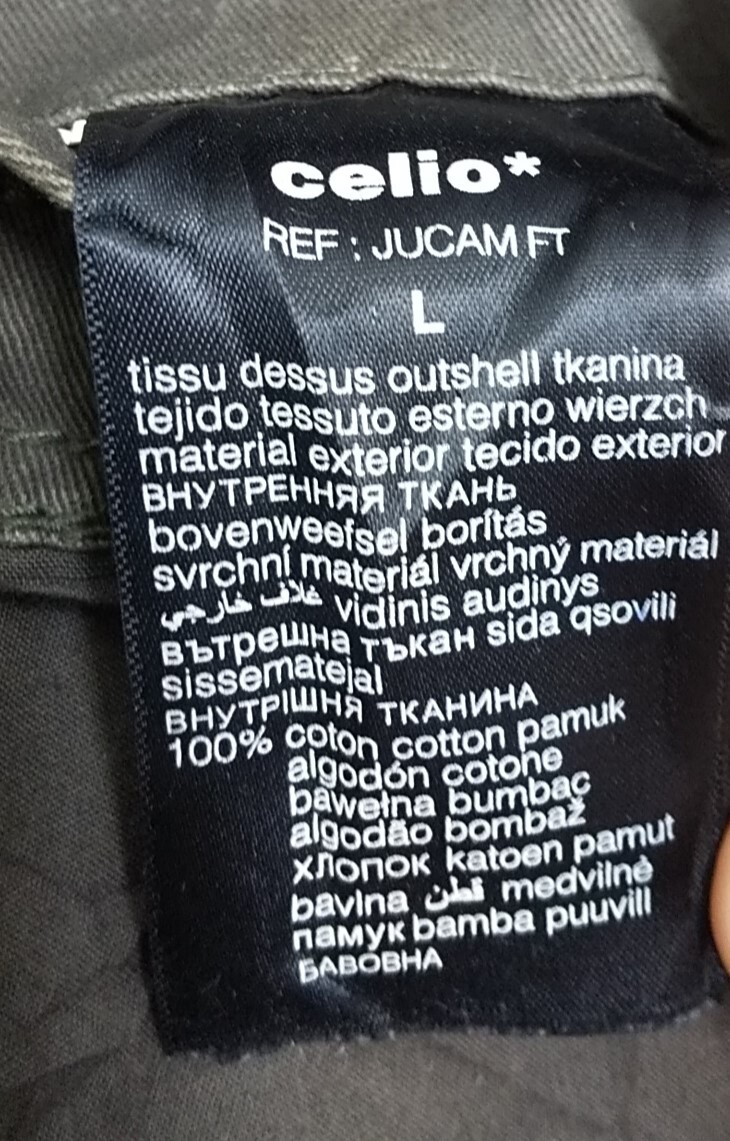 celio*
REF : JUCAM FT
L
tissu dessus outshell tkanina
tejido tessuto esterno wierzch
material exterior tecido exterior
ВНУТРЕННЯЯ ТКАНЬ
bovenweefsel borítás
svrchní materiál vrchný materiál
غلاف خارجي vidinis audinys
вътрешна тъкан sida qsovili
sissematejal
ВНУТРІШНЯ ТКАНИНА
100% coton cotton pamuk
algodón cotone
bawełna bumbac
algodão bombaž
хлопок katoen pamut
bavlna قطن medvilnė
памук bamba puuvill
БАВОВНА